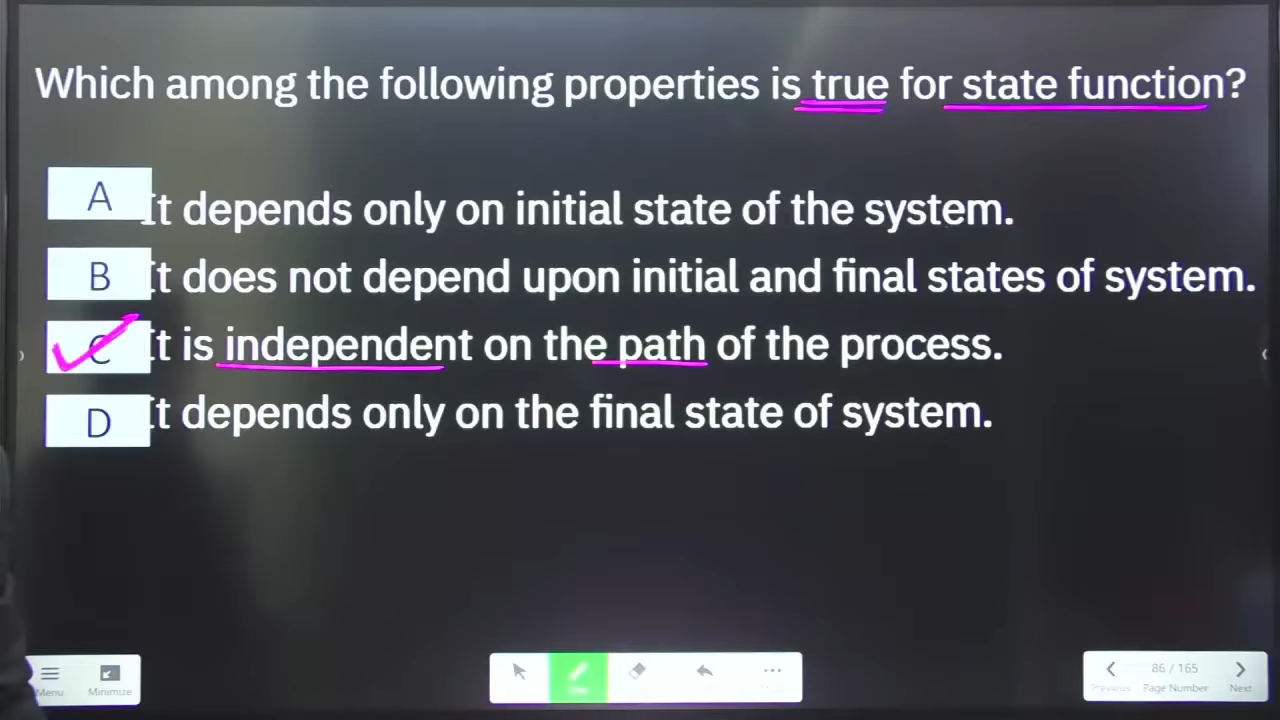 Which among the following properties is true for state function?
A It depends only on initial state of the system.
B It does not depend upon initial and final states of system.
C It is independent on the path of the process.
D It depends only on the final state of system.
Menu Minimize
86 / 165
Previous Page Number Next